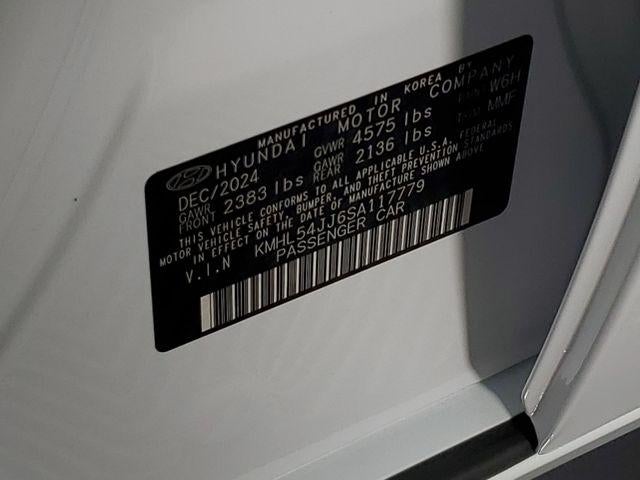 MANUFACTURED IN KOREA BY
HYUNDAI MOTOR COMPANY
DEC/2024 GVWR 4575 lbs W6H
GAWR FRONT 2383 lbs GAWR REAR 2136 lbs MMF
THIS VEHICLE CONFORMS TO ALL APPLICABLE U.S.A. FEDERAL
MOTOR VEHICLE SAFETY, BUMPER, AND THEFT PREVENTION STANDARDS
IN EFFECT ON THE DATE OF MANUFACTURE SHOWN ABOVE
V.I.N KMHL54JJ6SA117779
PASSENGER CAR